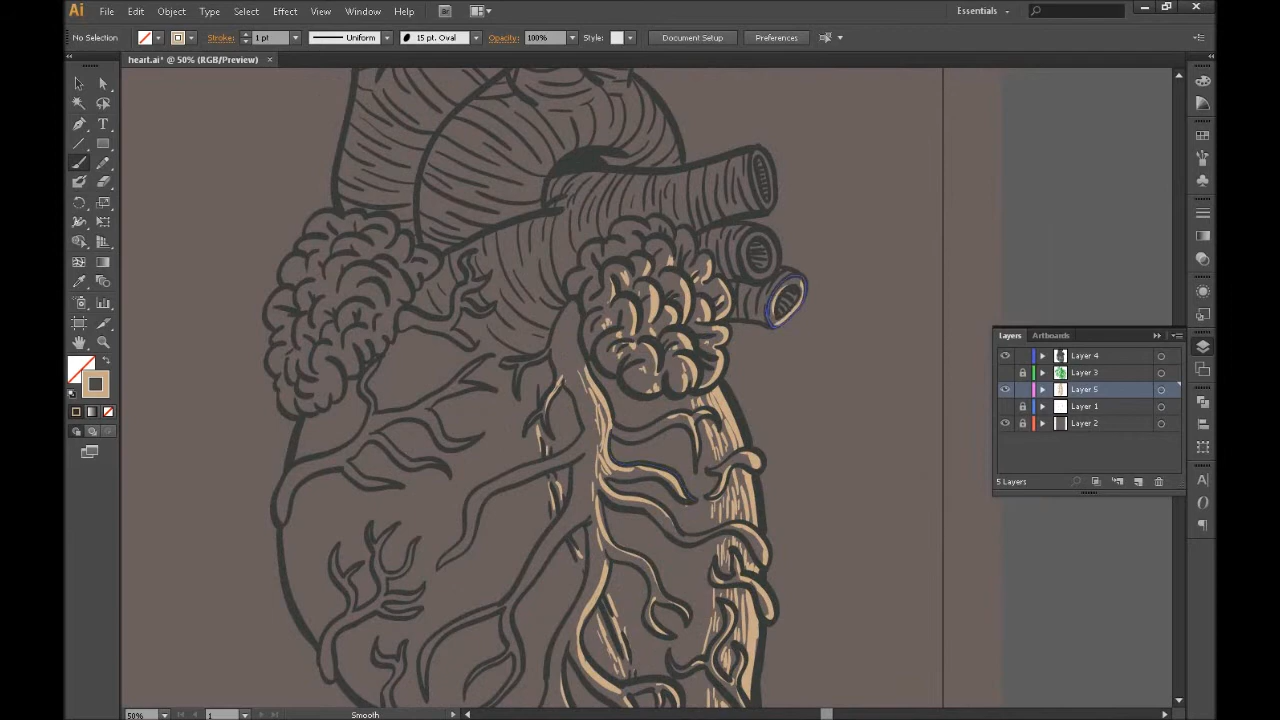 Ai File Edit Object Type Select Effect View Window Help Br Essentials
No Selection Stroke: 1 pt Uniform 15 pt. Oval Opacity: 100% Style: Document Setup Preferences
heart.ai* @ 50% (RGB/Preview)
Layers Artboards
Layer 4
Layer 3
Layer 5
Layer 1
Layer 2
5 Layers
50% 1 Smooth